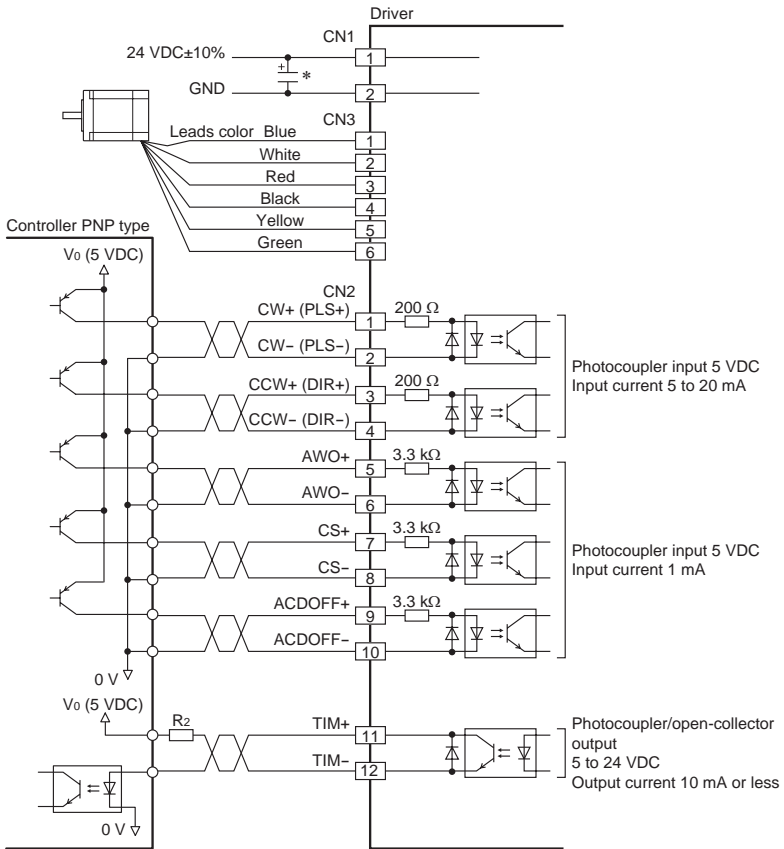 Driver
CN1
24 VDC±10%
1
+
*
GND
2
CN3
Leads color Blue
1
White
2
Red
3
Black
4
Yellow
5
Green
6
Controller PNP type
V0 (5 VDC)
CN2
CW+ (PLS+)
1
200 Ω
CW− (PLS−)
2
Photocoupler input 5 VDC
Input current 5 to 20 mA
CCW+ (DIR+)
3
200 Ω
CCW− (DIR−)
4
AWO+
5
3.3 kΩ
AWO−
6
CS+
7
3.3 kΩ
Photocoupler input 5 VDC
Input current 1 mA
CS−
8
ACDOFF+
9
3.3 kΩ
ACDOFF−
10
0 V
V0 (5 VDC)
R2
TIM+
11
TIM−
12
Photocoupler/open-collector
output
5 to 24 VDC
Output current 10 mA or less
0 V